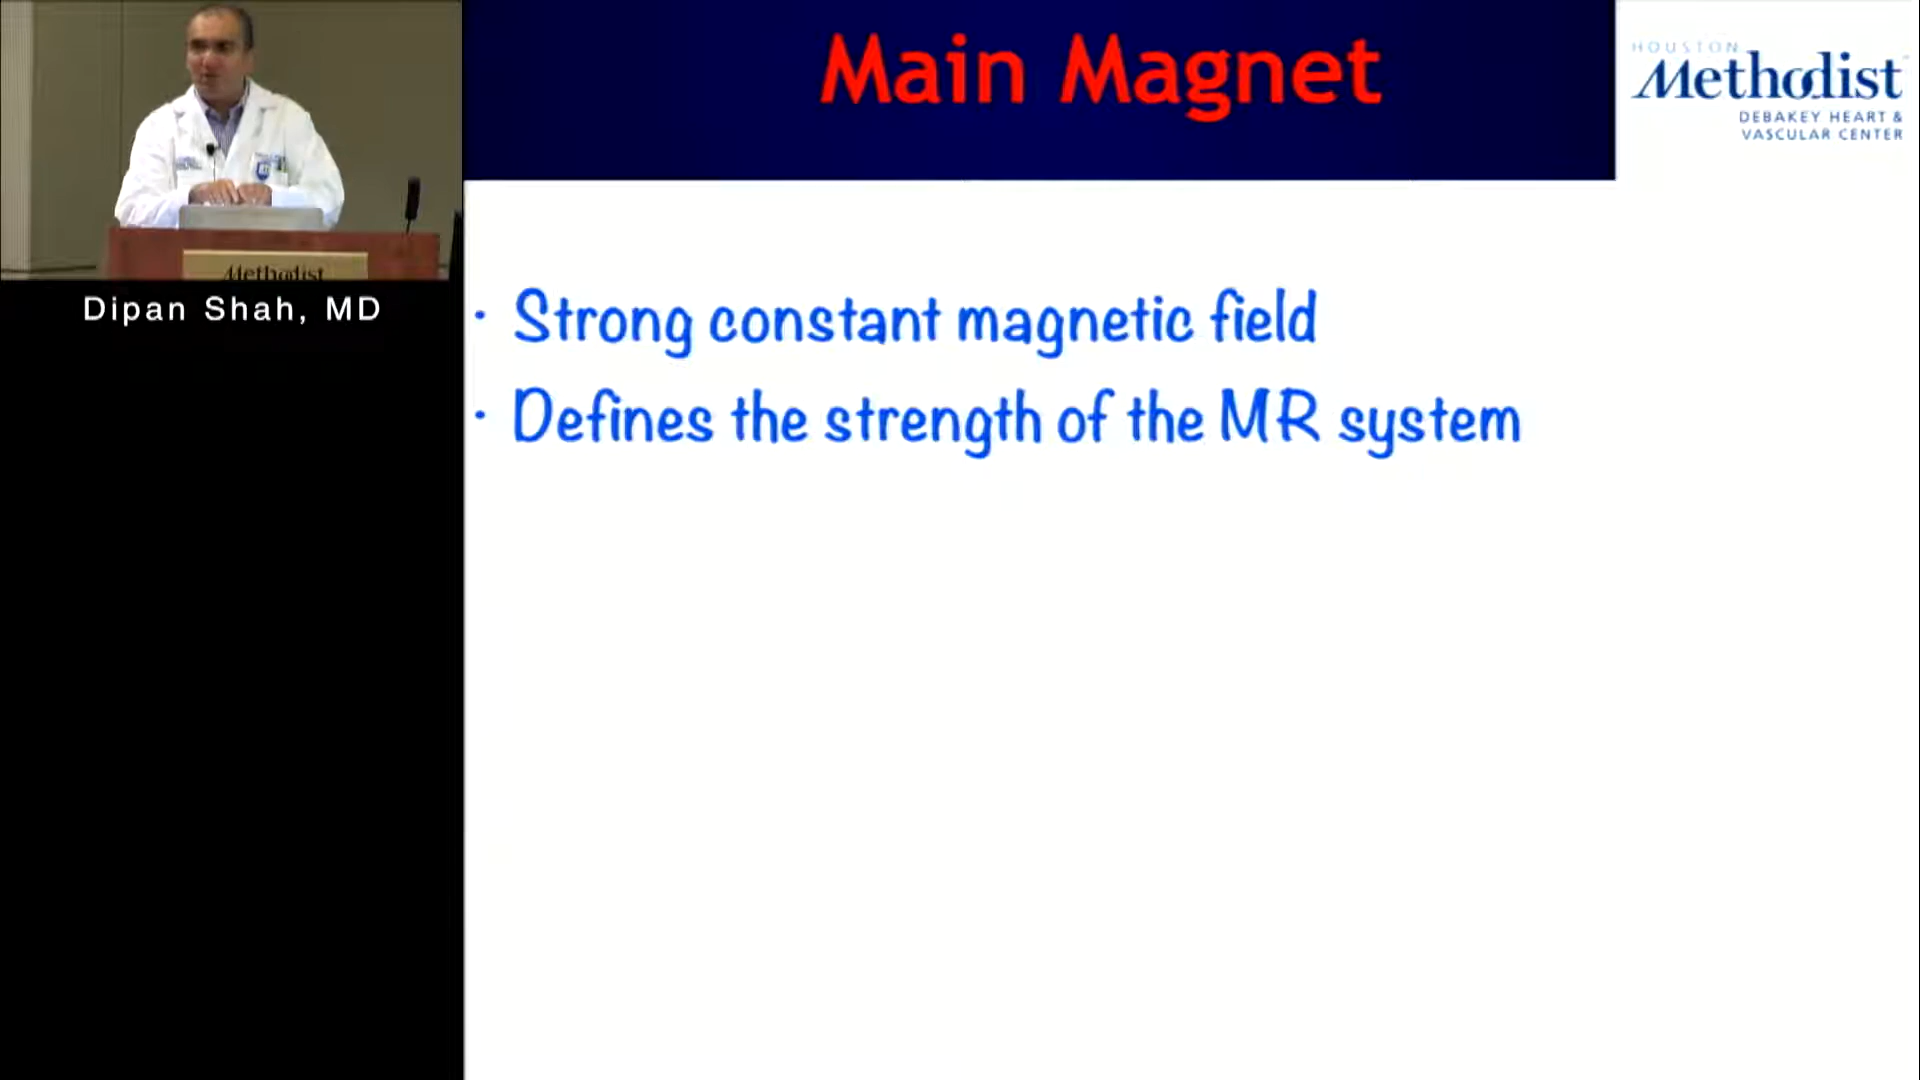 Main Magnet
HOUSTON
Methodist
DEBAKEY HEART &
VASCULAR CENTER
Methodist
Dipan Shah, MD
· Strong constant magnetic field
· Defines the strength of the MR system